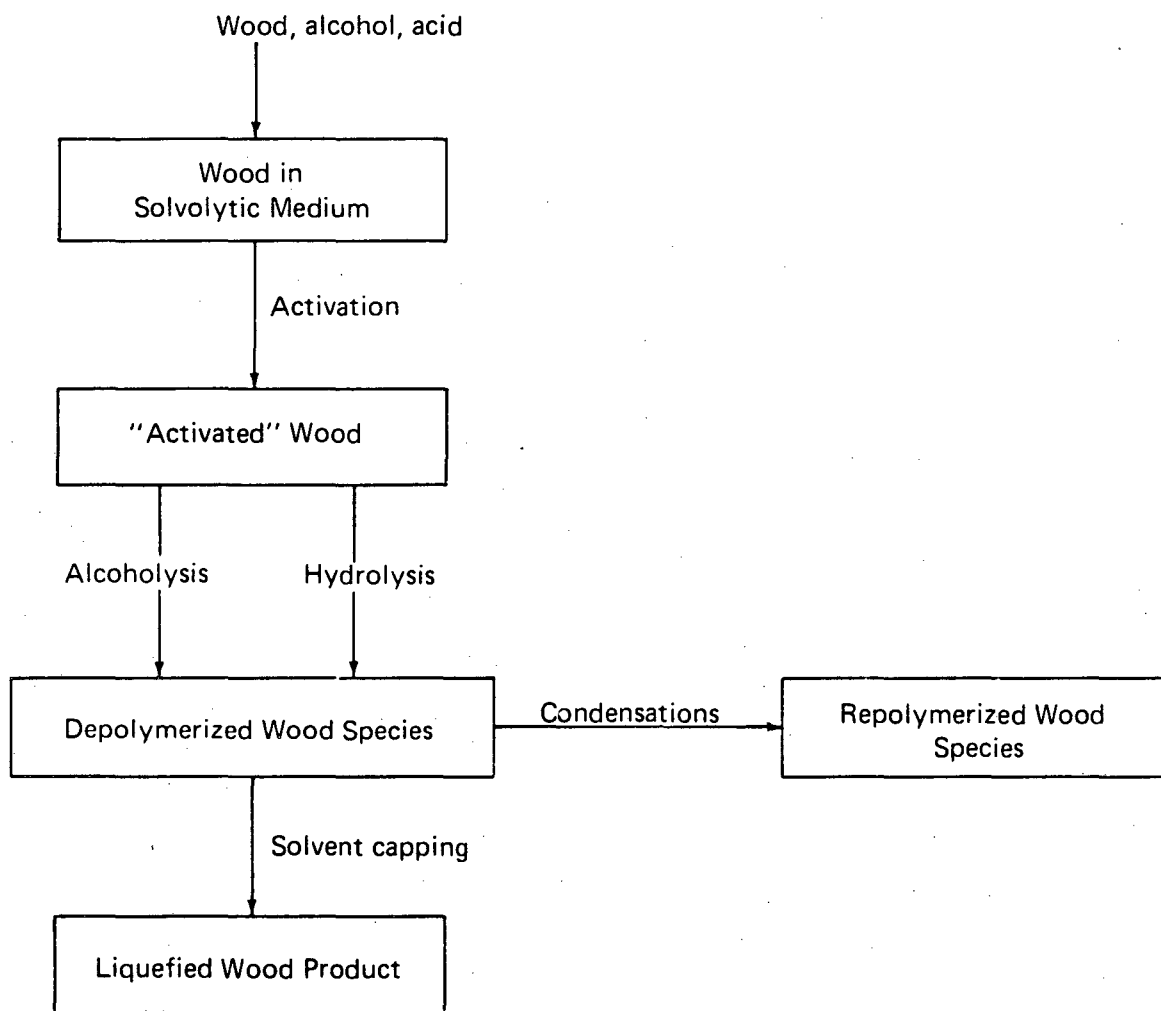 Wood, alcohol, acid
Wood in
Solvolytic Medium
Activation
"Activated" Wood
Alcoholysis
Hydrolysis
Depolymerized Wood Species
Condensations
Repolymerized Wood
Species
Solvent capping
Liquefied Wood Product